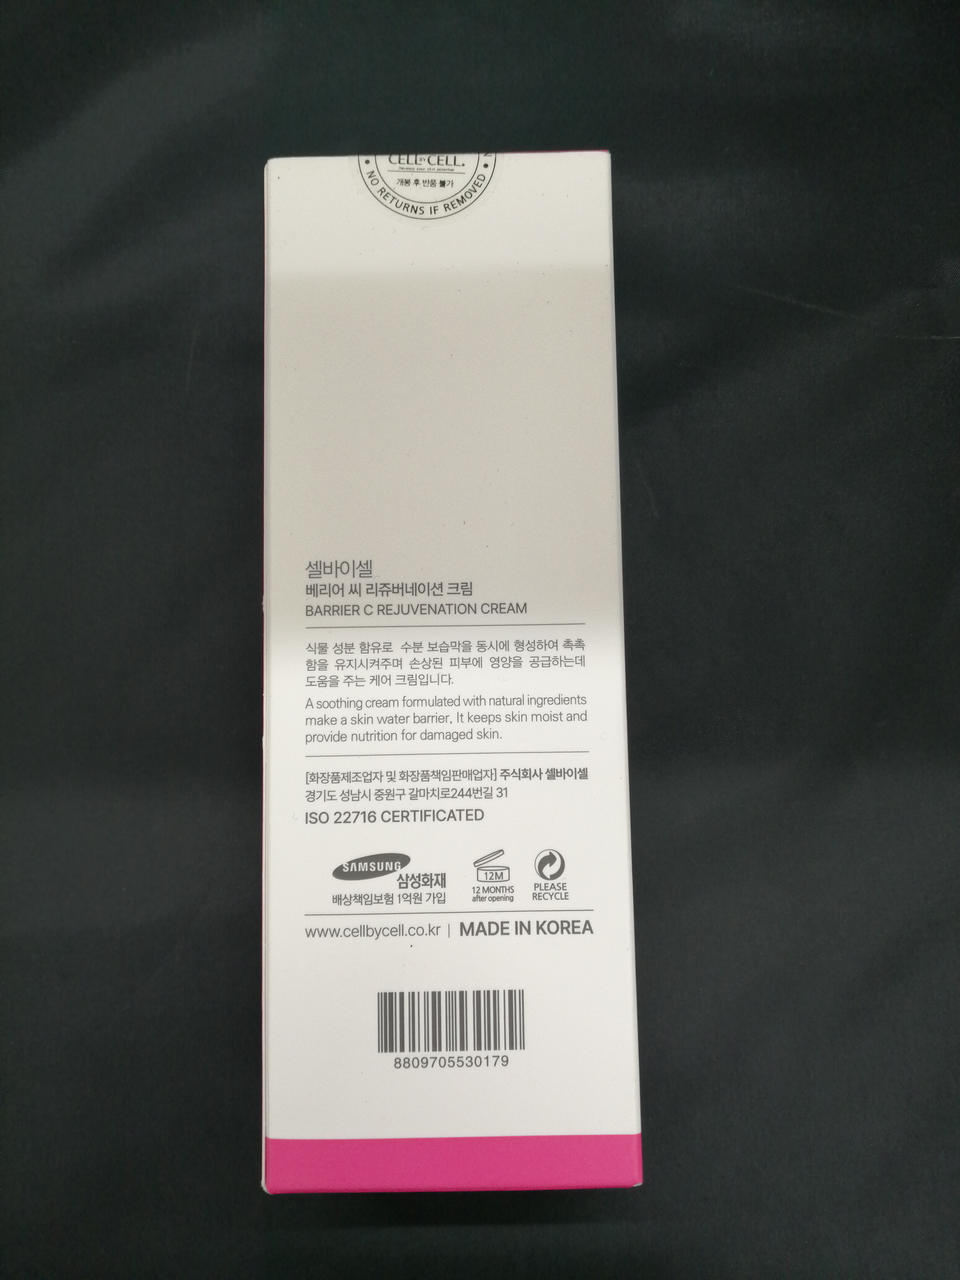 CELL BY CELL.
개봉 후 반품 불가
• NO RETURNS IF REMOVED •
셀바이셀
베리어 씨 리쥬버네이션 크림
BARRIER C REJUVENATION CREAM
식물 성분 함유로 수분 보습막을 동시에 형성하여 촉촉
함을 유지시켜주며 손상된 피부에 영양을 공급하는데
도움을 주는 케어 크림입니다.
A soothing cream formulated with natural ingredients
make a skin water barrier, It keeps skin moist and
provide nutrition for damaged skin.
[화장품제조업자 및 화장품책임판매업자] 주식회사 셀바이셀
경기도 성남시 중원구 갈마치로244번길 31
ISO 22716 CERTIFICATED
SAMSUNG
삼성화재
배상책임보험 1억원 가입
12M
12 MONTHS
after opening
PLEASE
RECYCLE
www.cellbycell.co.kr | MADE IN KOREA
8809705530179